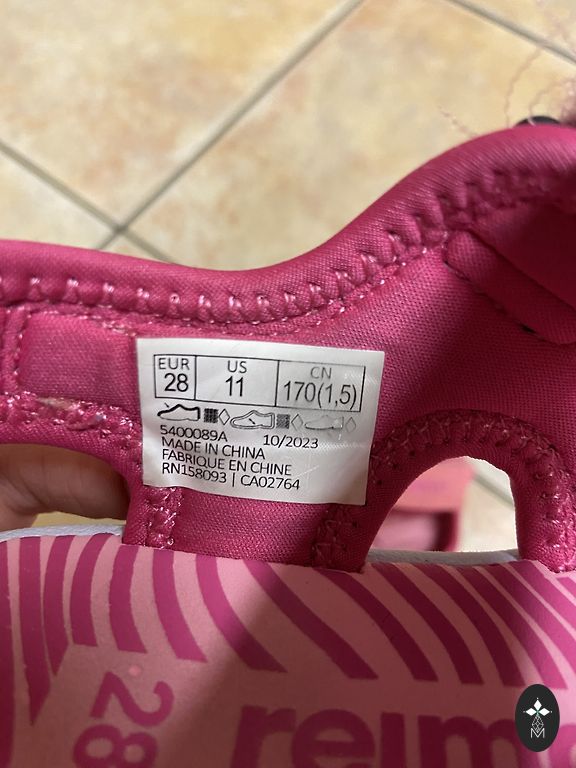 EUR US CN
28 11 170(1,5)
5400089A 10/2023
MADE IN CHINA
FABRIQUE EN CHINE
RN158093 | CA02764
28 reim
M